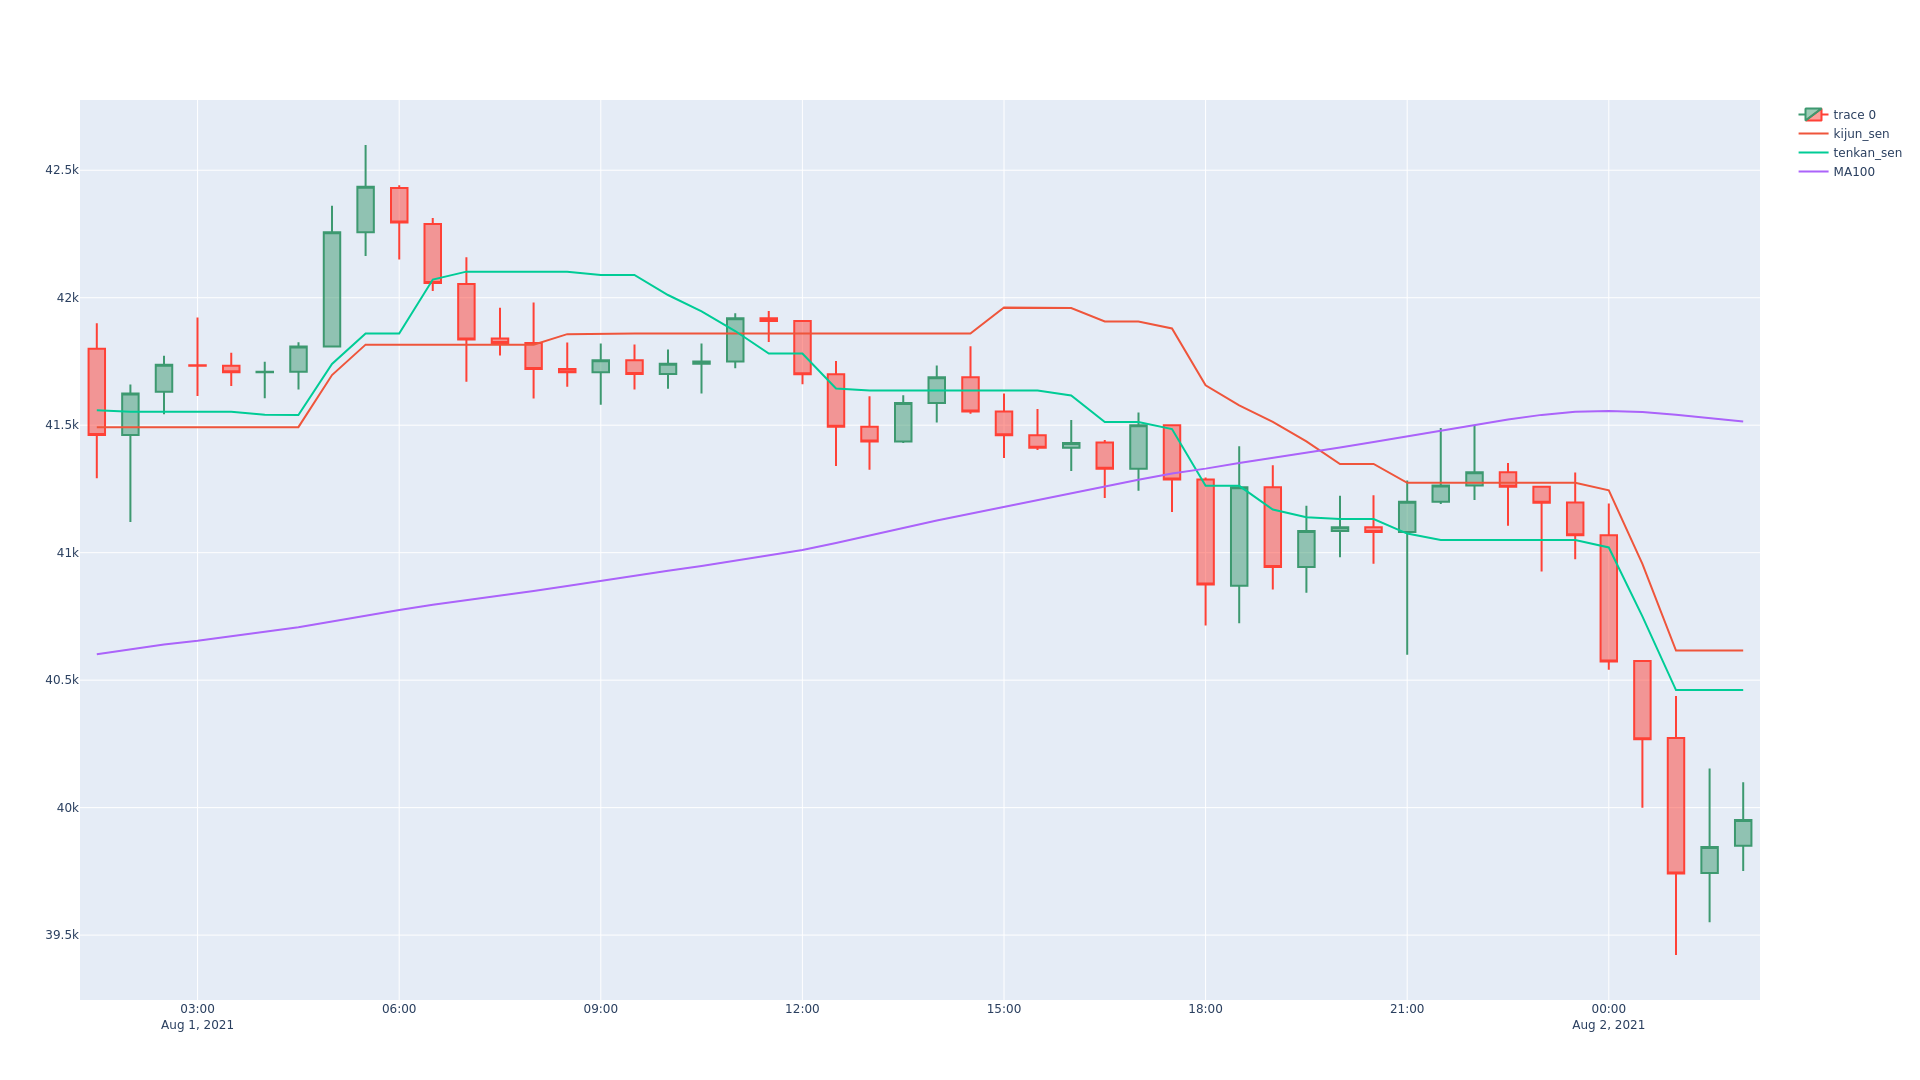 trace 0
kijun_sen
tenkan_sen
MA100
42.5k
42k
41.5k
41k
40.5k
40k
39.5k
03:00 06:00 09:00 12:00 15:00 18:00 21:00 00:00
Aug 1, 2021 Aug 2, 2021